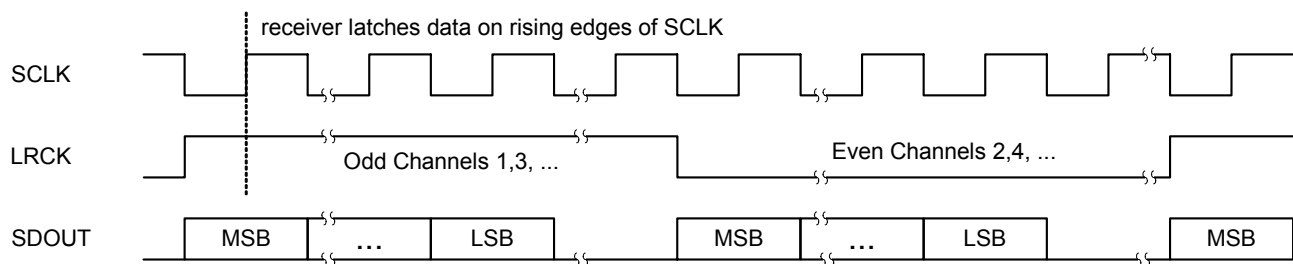 receiver latches data on rising edges of SCLK
SCLK
LRCK
Odd Channels 1,3, ...
Even Channels 2,4, ...
SDOUT
MSB
...
LSB
MSB
...
LSB
MSB